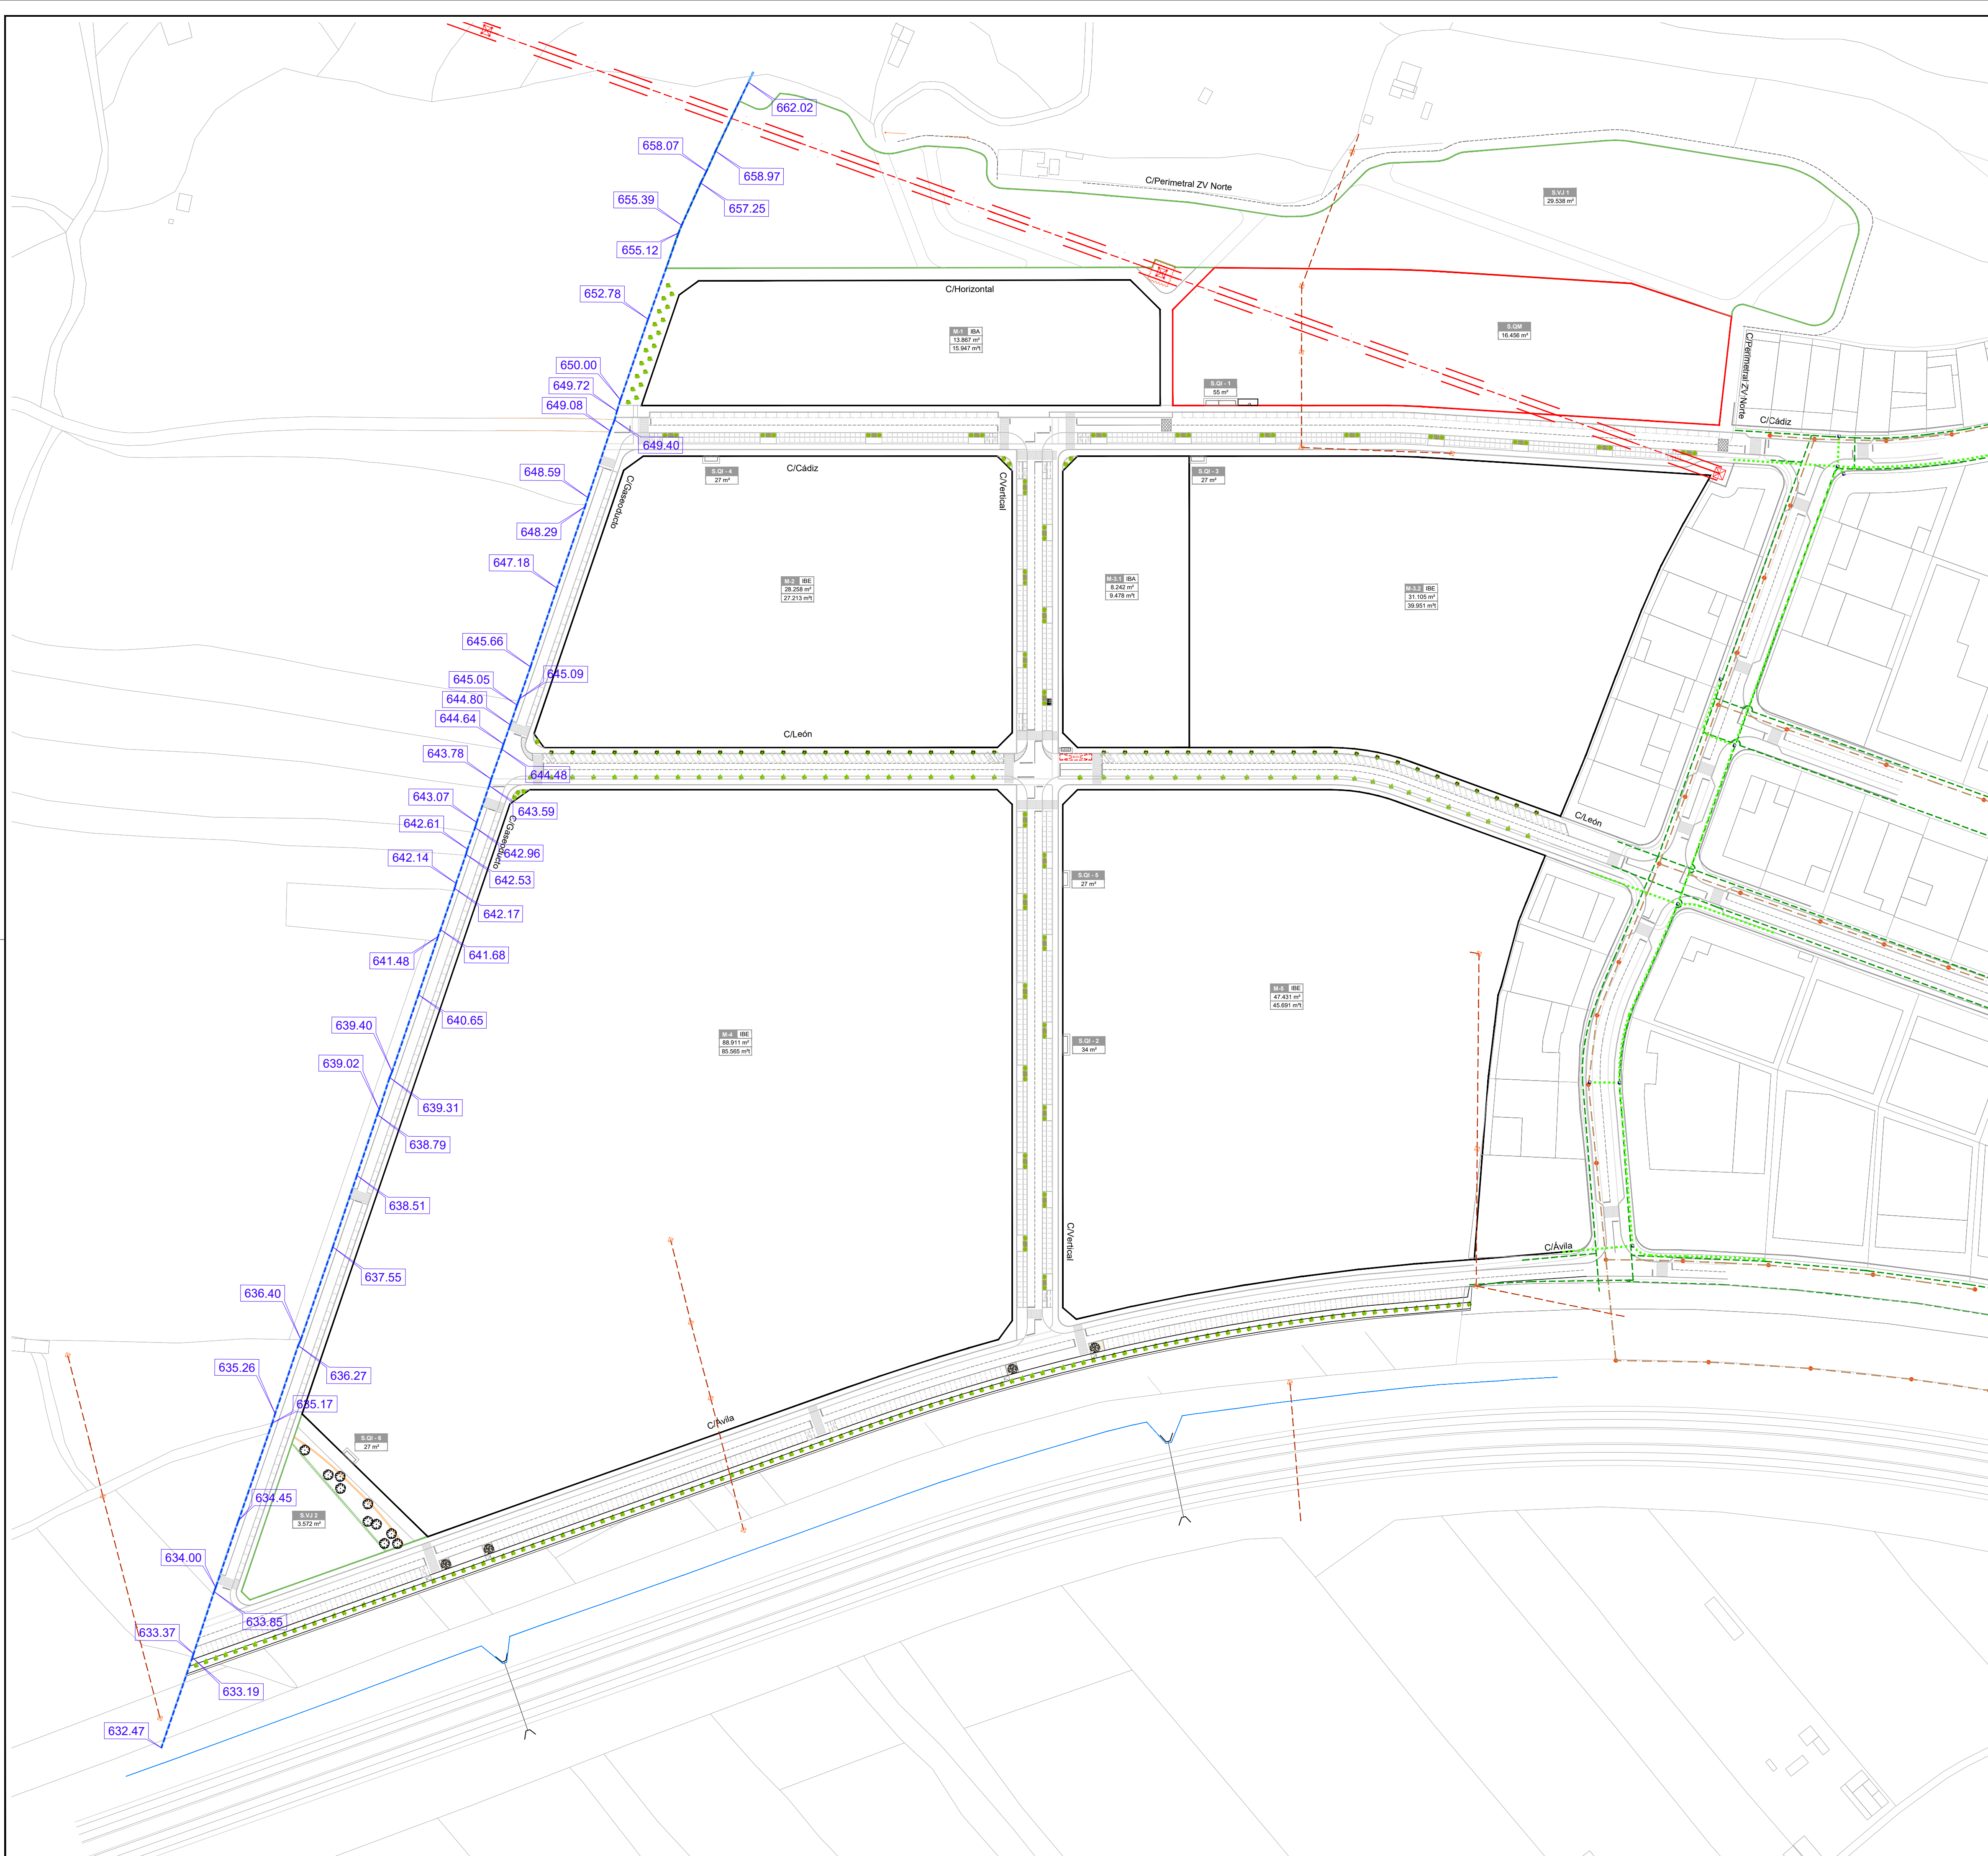 662.02
658.07
658.97
C/Perimetral ZV Norte
S.VJ 1
29.538 m²
655.39
657.25
655.12
C/Horizontal
652.78
M-1 IBA
13.867 m²
15.947 m²t
S.QM
16.456 m²
C/Perimetral ZV Norte
650.00
649.72
S.QI - 1
55 m²
649.08
C/Cádiz
649.40
648.59
S.QI - 4
27 m²
C/Cádiz
S.QI - 3
27 m²
C/Gaseoducto
C/Vertical
648.29
647.18
M-2 IBE
28.258 m²
27.213 m²t
M-3.1 IBA
8.242 m²
9.478 m²t
M-3.2 IBE
31.105 m²
39.951 m²t
645.66
645.09
645.05
644.80
644.64
C/León
643.78
644.48
643.07
643.59
C/León
642.61
C/Gaseoducto
642.96
642.14
642.53
S.QI - 5
27 m²
642.17
641.48
641.68
M-5 IBE
47.431 m²
45.691 m²t
640.65
639.40
M-4 IBE
88.911 m²
85.565 m²t
S.QI - 2
34 m²
639.02
639.31
638.79
638.51
C/Vertical
C/Ávila
637.55
636.40
635.26
636.27
635.17
C/Ávila
S.QI - 6
27 m²
634.45
S.VJ 2
3.572 m²
634.00
633.85
633.37
633.19
632.47